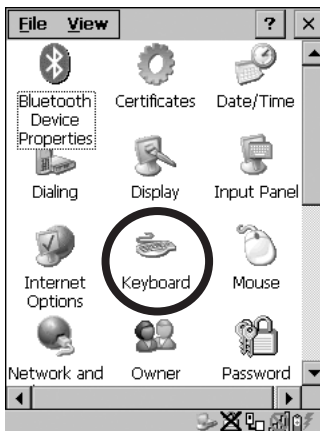 File View ? ×
Bluetooth Device Properties
Certificates
Date/Time
Dialing
Display
Input Panel
Internet Options
Keyboard
Mouse
Network and
Owner
Password